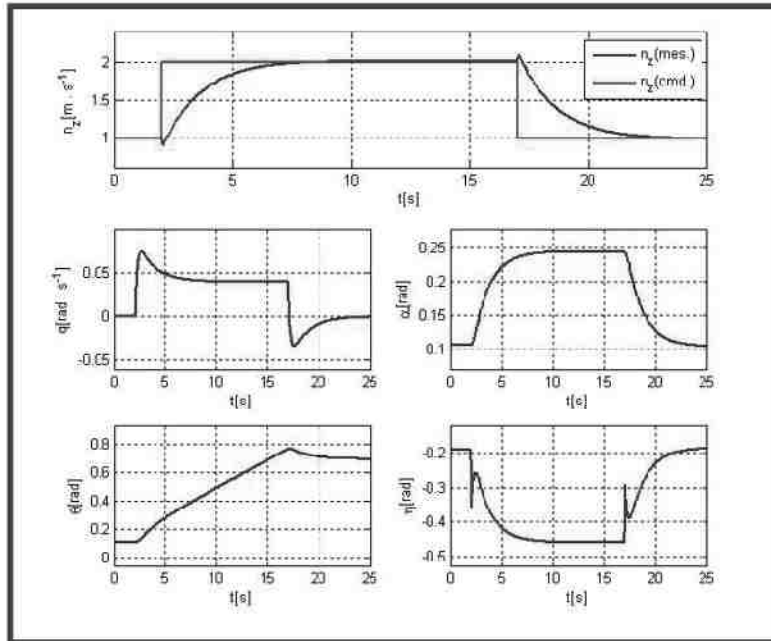 n_z[m · s⁻¹]
2
1.5
1
n_z(mes.)
n_z(cmd.)
0 5 10 15 20 25
t[s]
q[rad s⁻¹]
0.05
0
-0.05
0 5 10 15 20 25
t[s]
α[rad]
0.25
0.2
0.15
0.1
0 5 10 15 20 25
t[s]
θ[rad]
0.8
0.6
0.4
0.2
0
0 5 10 15 20 25
t[s]
η[rad]
-0.2
-0.3
-0.4
-0.5
0 5 10 15 20 25
t[s]